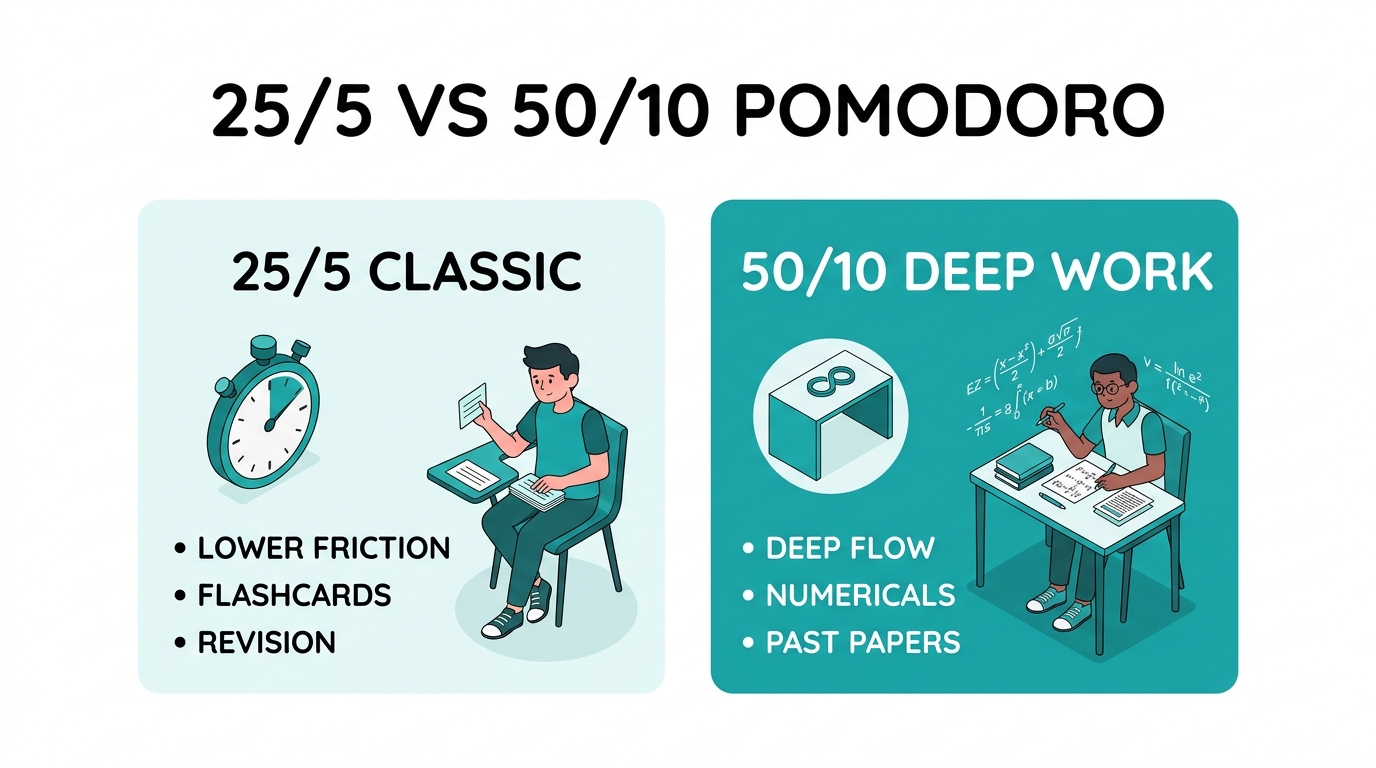 25/5 VS 50/10 POMODORO
25/5 CLASSIC
• LOWER FRICTION
• FLASHCARDS
• REVISION
50/10 DEEP WORK
• DEEP FLOW
• NUMERICALS
• PAST PAPERS